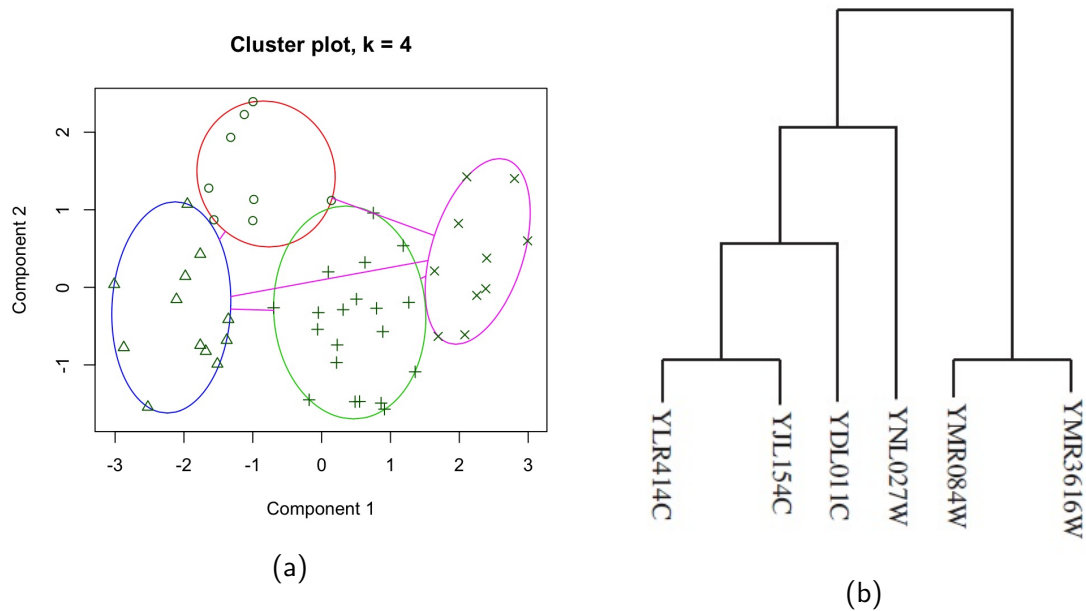 Cluster plot, k = 4
Component 2
2
1
0
-1
-3
-2
-1
0
1
2
3
Component 1
(a)
YLR414C
YJL154C
YDL011C
YNL027W
YMR084W
YMR3616W
(b)